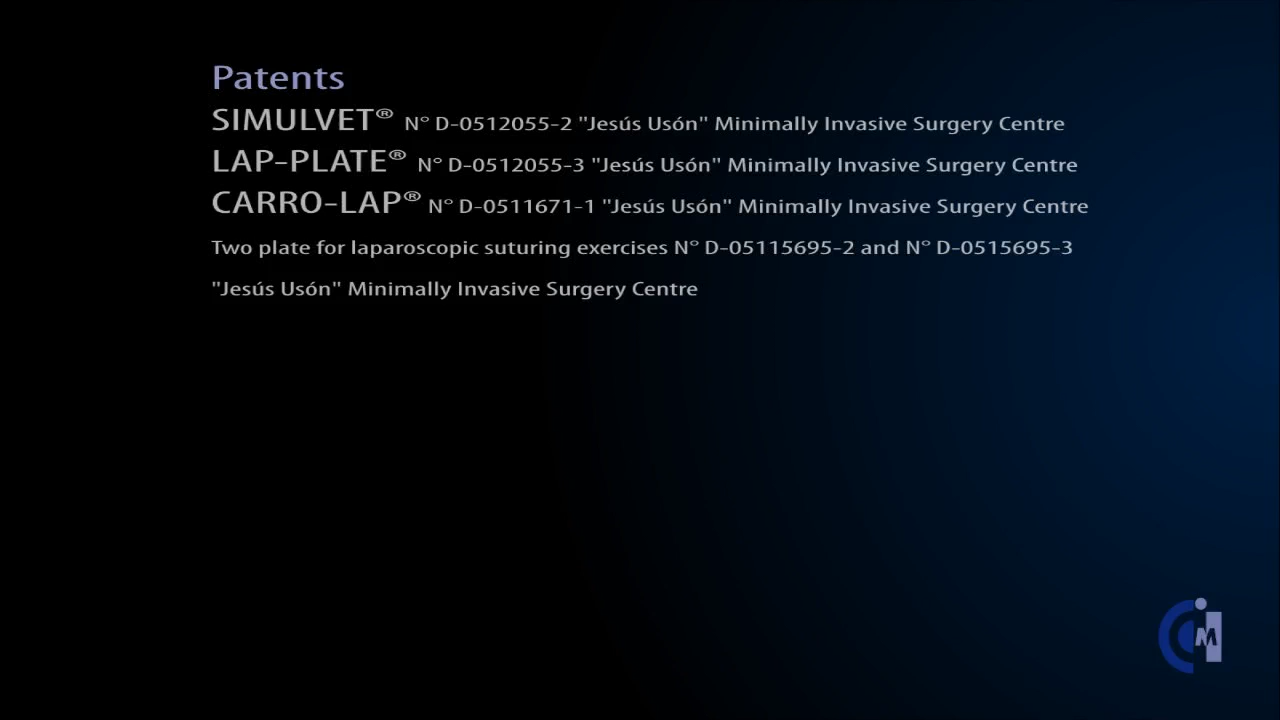 Patents
SIMULVET® N° D-0512055-2 "Jesús Usón" Minimally Invasive Surgery Centre
LAP-PLATE® N° D-0512055-3 "Jesús Usón" Minimally Invasive Surgery Centre
CARRO-LAP® N° D-0511671-1 "Jesús Usón" Minimally Invasive Surgery Centre
Two plate for laparoscopic suturing exercises N° D-05115695-2 and N° D-0515695-3
"Jesús Usón" Minimally Invasive Surgery Centre
M